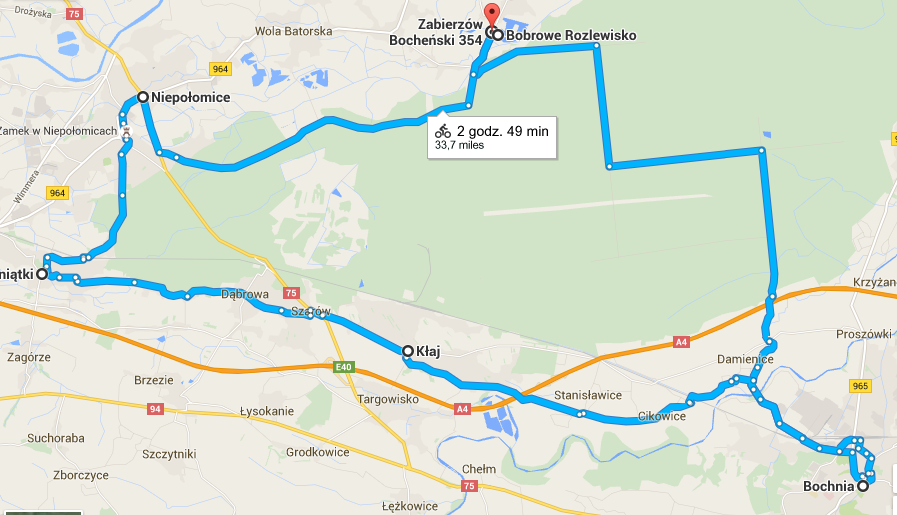 Drożyska
75
Zabierzów
Bocheński 354
Bobrowe Rozlewisko
Wola Batorska
964
Niepołomice
Zamek w Niepołomicach
2 godz. 49 min
33,7 miles
Wimmera
964
niątki
75
Dąbrowa
Szarów
Krzyżan
A4
Proszówki
Kłaj
Damienice
Zagórze
E40
Brzezie
965
Targowisko
Stanisławice
94
A4
Łysokanie
Cikowice
Suchoraba
Szczytniki
Grodkowice
Chełm
Zborczyce
75
Bochnia
Łężkowice